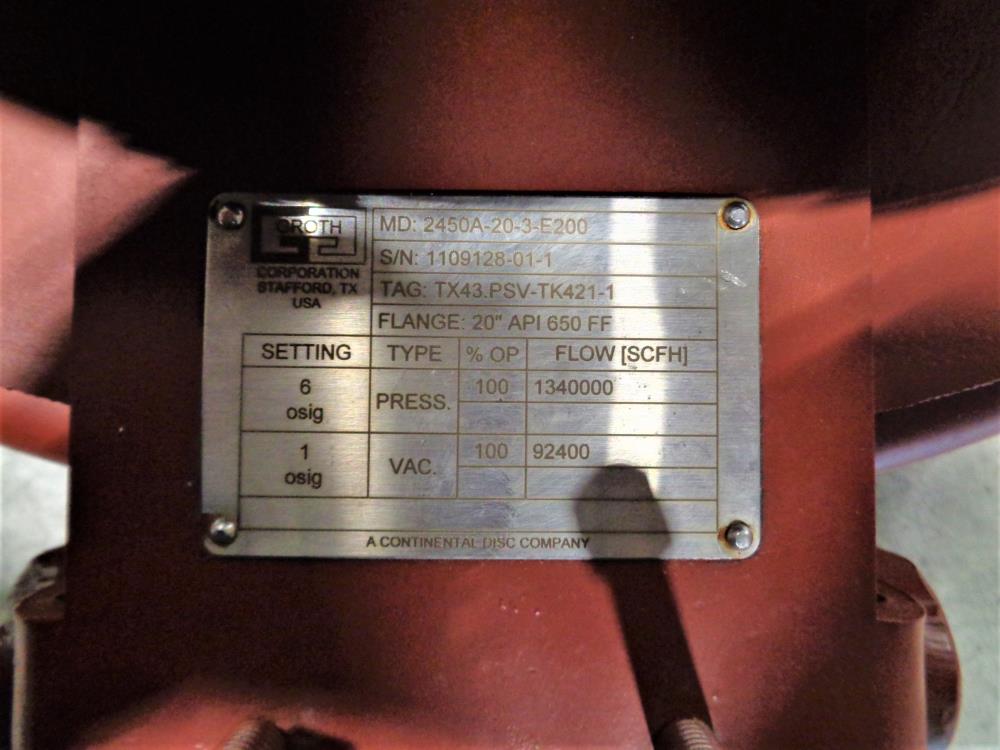 GROTH
CORPORATION
STAFFORD, TX
USA
MD: 2450A-20-3-E200
S/N: 1109128-01-1
TAG: TX43.PSV-TK421-1
FLANGE: 20" API 650 FF
SETTING TYPE % OP FLOW [SCFH]
6 osig PRESS. 100 1340000
1 osig VAC. 100 92400
A CONTINENTAL DISC COMPANY